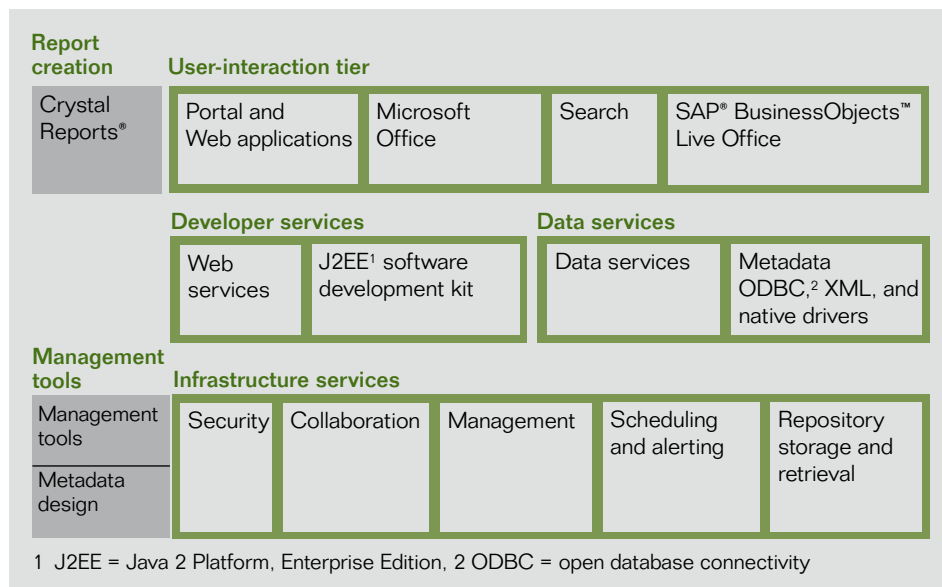 Report
creation
User-interaction tier
Crystal
Reports®
Portal and
Web applications
Microsoft
Office
Search
SAP® BusinessObjects™
Live Office
Developer services
Web
services
J2EE¹ software
development kit
Data services
Data services
Metadata
ODBC,² XML, and
native drivers
Management
tools
Infrastructure services
Management
tools
Metadata
design
Security
Collaboration
Management
Scheduling
and alerting
Repository
storage and
retrieval
1 J2EE = Java 2 Platform, Enterprise Edition, 2 ODBC = open database connectivity